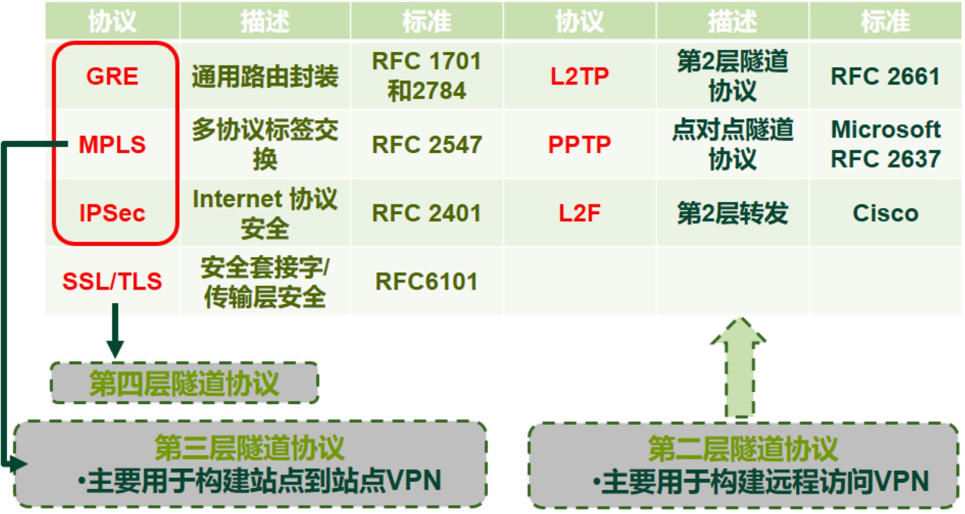 协议 描述 标准 协议 描述 标准
GRE 通用路由封装 RFC 1701
和2784 L2TP 第2层隧道
协议 RFC 2661
MPLS 多协议标签交
换 RFC 2547 PPTP 点对点隧道
协议 Microsoft
RFC 2637
IPSec Internet 协议
安全 RFC 2401 L2F 第2层转发 Cisco
SSL/TLS 安全套接字/
传输层安全 RFC6101
第四层隧道协议
第三层隧道协议
•主要用于构建站点到站点VPN
第二层隧道协议
•主要用于构建远程访问VPN